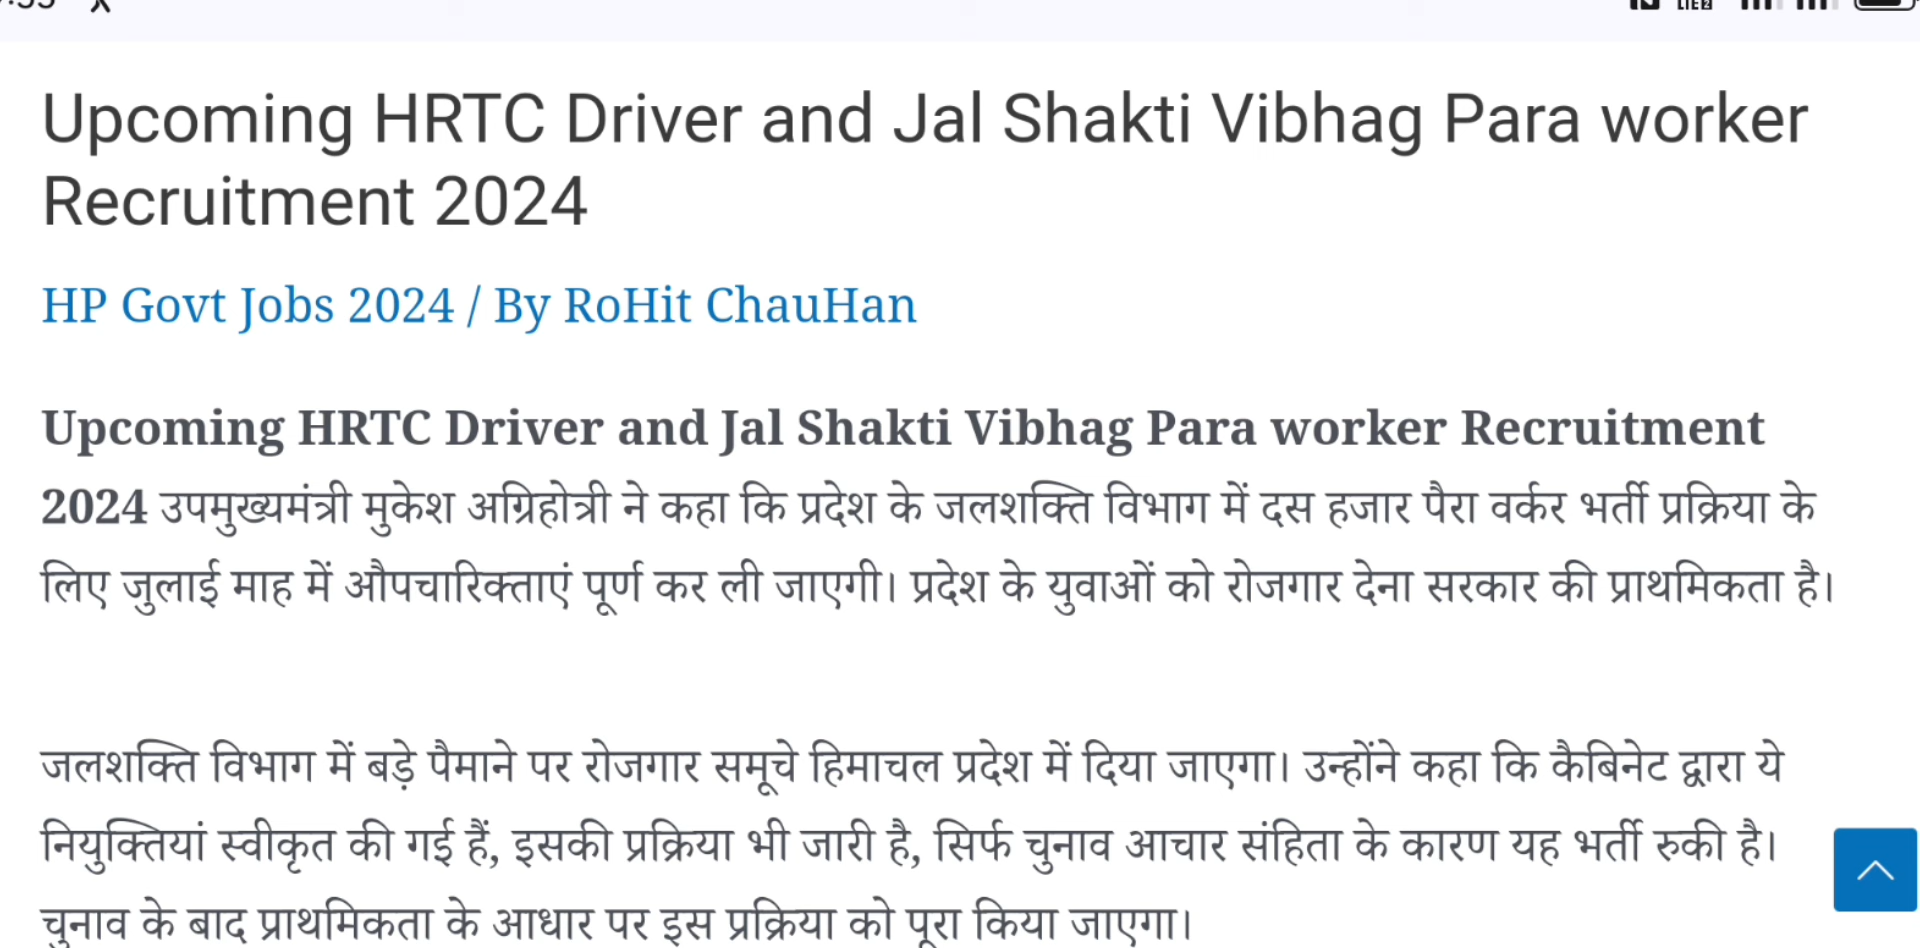 Upcoming HRTC Driver and Jal Shakti Vibhag Para worker
Recruitment 2024
HP Govt Jobs 2024 / By RoHit ChauHan
Upcoming HRTC Driver and Jal Shakti Vibhag Para worker Recruitment
2024 उपमुख्यमंत्री मुकेश अग्निहोत्री ने कहा कि प्रदेश के जलशक्ति विभाग में दस हजार पैरा वर्कर भर्ती प्रक्रिया के
लिए जुलाई माह में औपचारिक्ताएं पूर्ण कर ली जाएगी। प्रदेश के युवाओं को रोजगार देना सरकार की प्राथमिकता है।
जलशक्ति विभाग में बड़े पैमाने पर रोजगार समूचे हिमाचल प्रदेश में दिया जाएगा। उन्होंने कहा कि कैबिनेट द्वारा ये
नियुक्तियां स्वीकृत की गई हैं, इसकी प्रक्रिया भी जारी है, सिर्फ चुनाव आचार संहिता के कारण यह भर्ती रुकी है।
चुनाव के बाद प्राथमिकता के आधार पर इस प्रक्रिया को पूरा किया जाएगा।